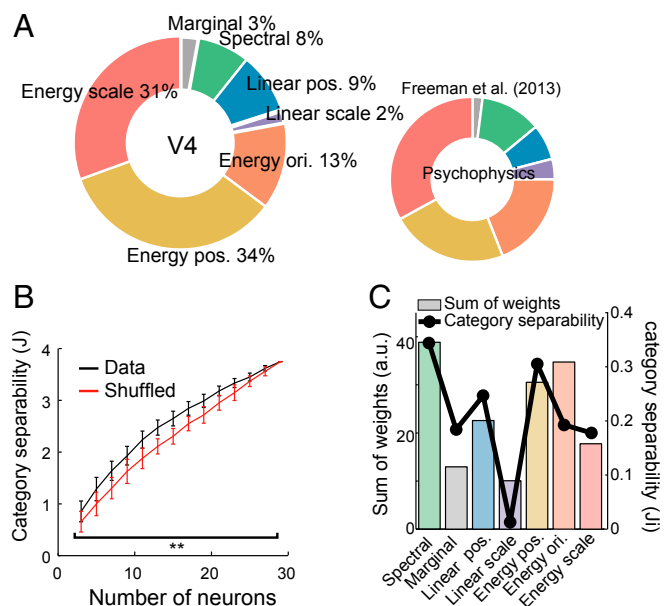 A
Marginal 3%
Spectral 8%
Linear pos. 9%
Linear scale 2%
Energy ori. 13%
Energy pos. 34%
Energy scale 31%
V4
Freeman et al. (2013)
Psychophysics
B
Category separability (J)
4
3
2
1
0
Data
Shuffled
**
0
10
20
30
Number of neurons
C
Sum of weights
Category separability
Sum of weights (a.u.)
40
20
0
category separability (Ji)
0.4
0.3
0.2
0.1
0
Spectral
Marginal
Linear pos.
Linear scale
Energy pos.
Energy ori.
Energy scale